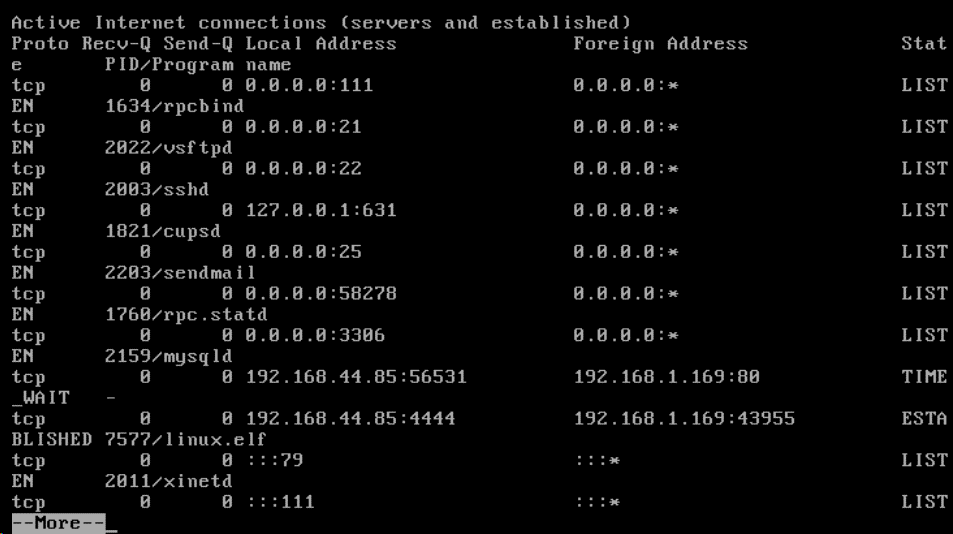 Active Internet connections (servers and established)
Proto Recv-Q Send-Q Local Address               Foreign Address             Stat
e       PID/Program name
tcp        0      0 0.0.0.0:111                 0.0.0.0:*                   LIST
EN      1634/rpcbind
tcp        0      0 0.0.0.0:21                  0.0.0.0:*                   LIST
EN      2022/vsftpd
tcp        0      0 0.0.0.0:22                  0.0.0.0:*                   LIST
EN      2003/sshd
tcp        0      0 127.0.0.1:631               0.0.0.0:*                   LIST
EN      1821/cupsd
tcp        0      0 0.0.0.0:25                  0.0.0.0:*                   LIST
EN      2203/sendmail
tcp        0      0 0.0.0.0:58278               0.0.0.0:*                   LIST
EN      1760/rpc.statd
tcp        0      0 0.0.0.0:3306                0.0.0.0:*                   LIST
EN      2159/mysqld
tcp        0      0 192.168.44.85:56531         192.168.1.169:80            TIME
_WAIT   -
tcp        0      0 192.168.44.85:4444          192.168.1.169:43955         ESTA
BLISHED 7577/linux.elf
tcp        0      0 :::79                       :::*                        LIST
EN      2011/xinetd
tcp        0      0 :::111                      :::*                        LIST
--More--_